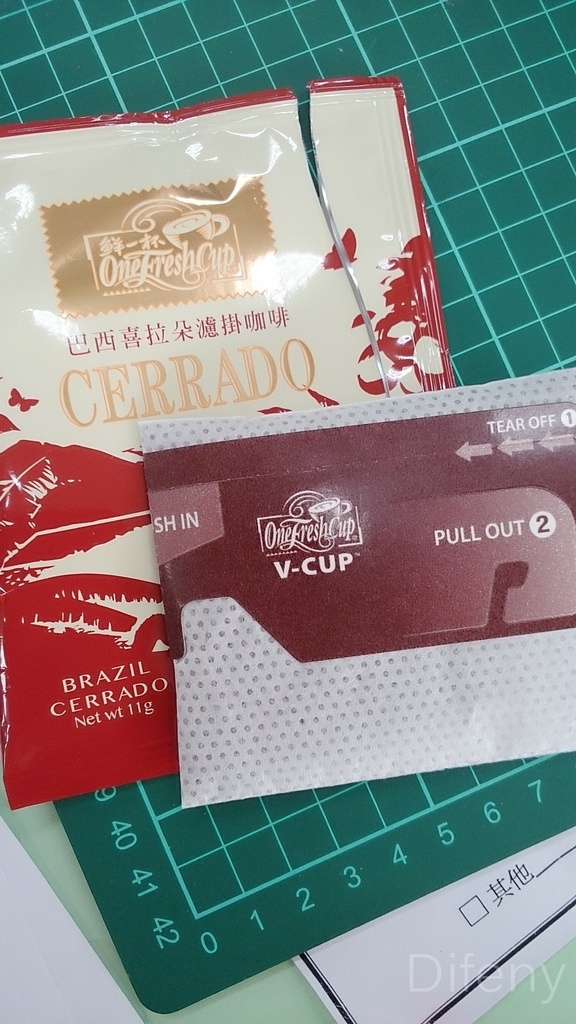 鮮一杯
OneFreshCup
巴西喜拉朵濾掛咖啡
CERRADO
BRAZIL
CERRADO
Net wt 11g
TEAR OFF 1
SH IN
OneFreshCup
V-CUP™
PULL OUT 2
39
40
41
42
0 1 2 3 4 5 6 7
□ 其他
Difeny